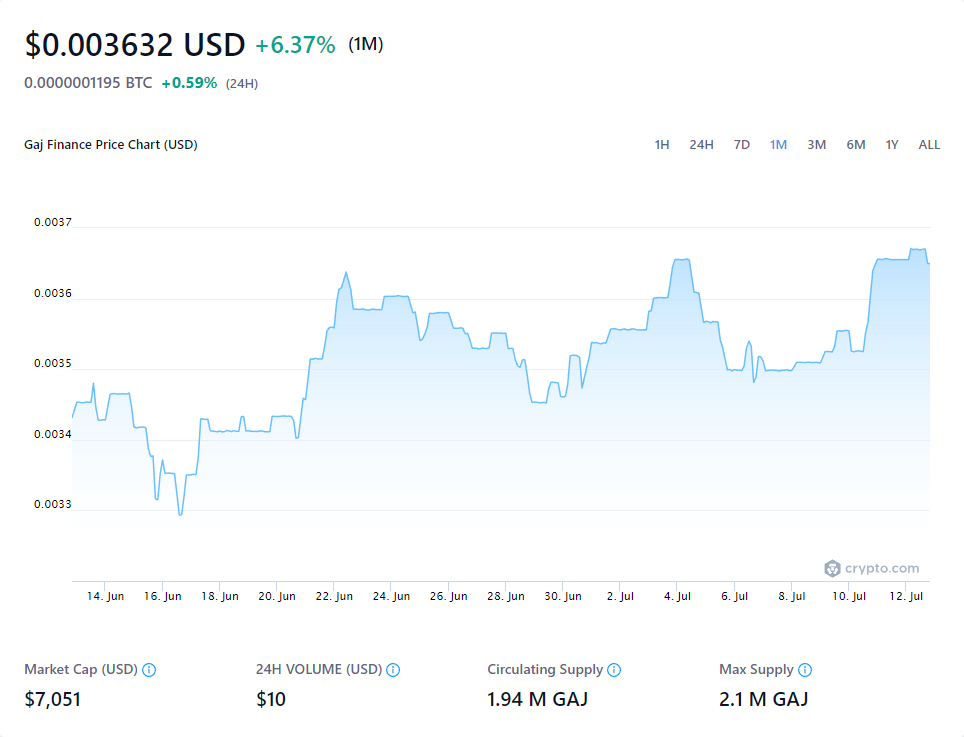 $0.003632 USD +6.37% (1M)
0.0000001195 BTC +0.59% (24H)
Gaj Finance Price Chart (USD) 1H 24H 7D 1M 3M 6M 1Y ALL
0.0037
0.0036
0.0035
0.0034
0.0033
crypto.com
14. Jun 16. Jun 18. Jun 20. Jun 22. Jun 24. Jun 26. Jun 28. Jun 30. Jun 2. Jul 4. Jul 6. Jul 8. Jul 10. Jul 12. Jul
Market Cap (USD) 24H VOLUME (USD) Circulating Supply Max Supply
$7,051 $10 1.94 M GAJ 2.1 M GAJ